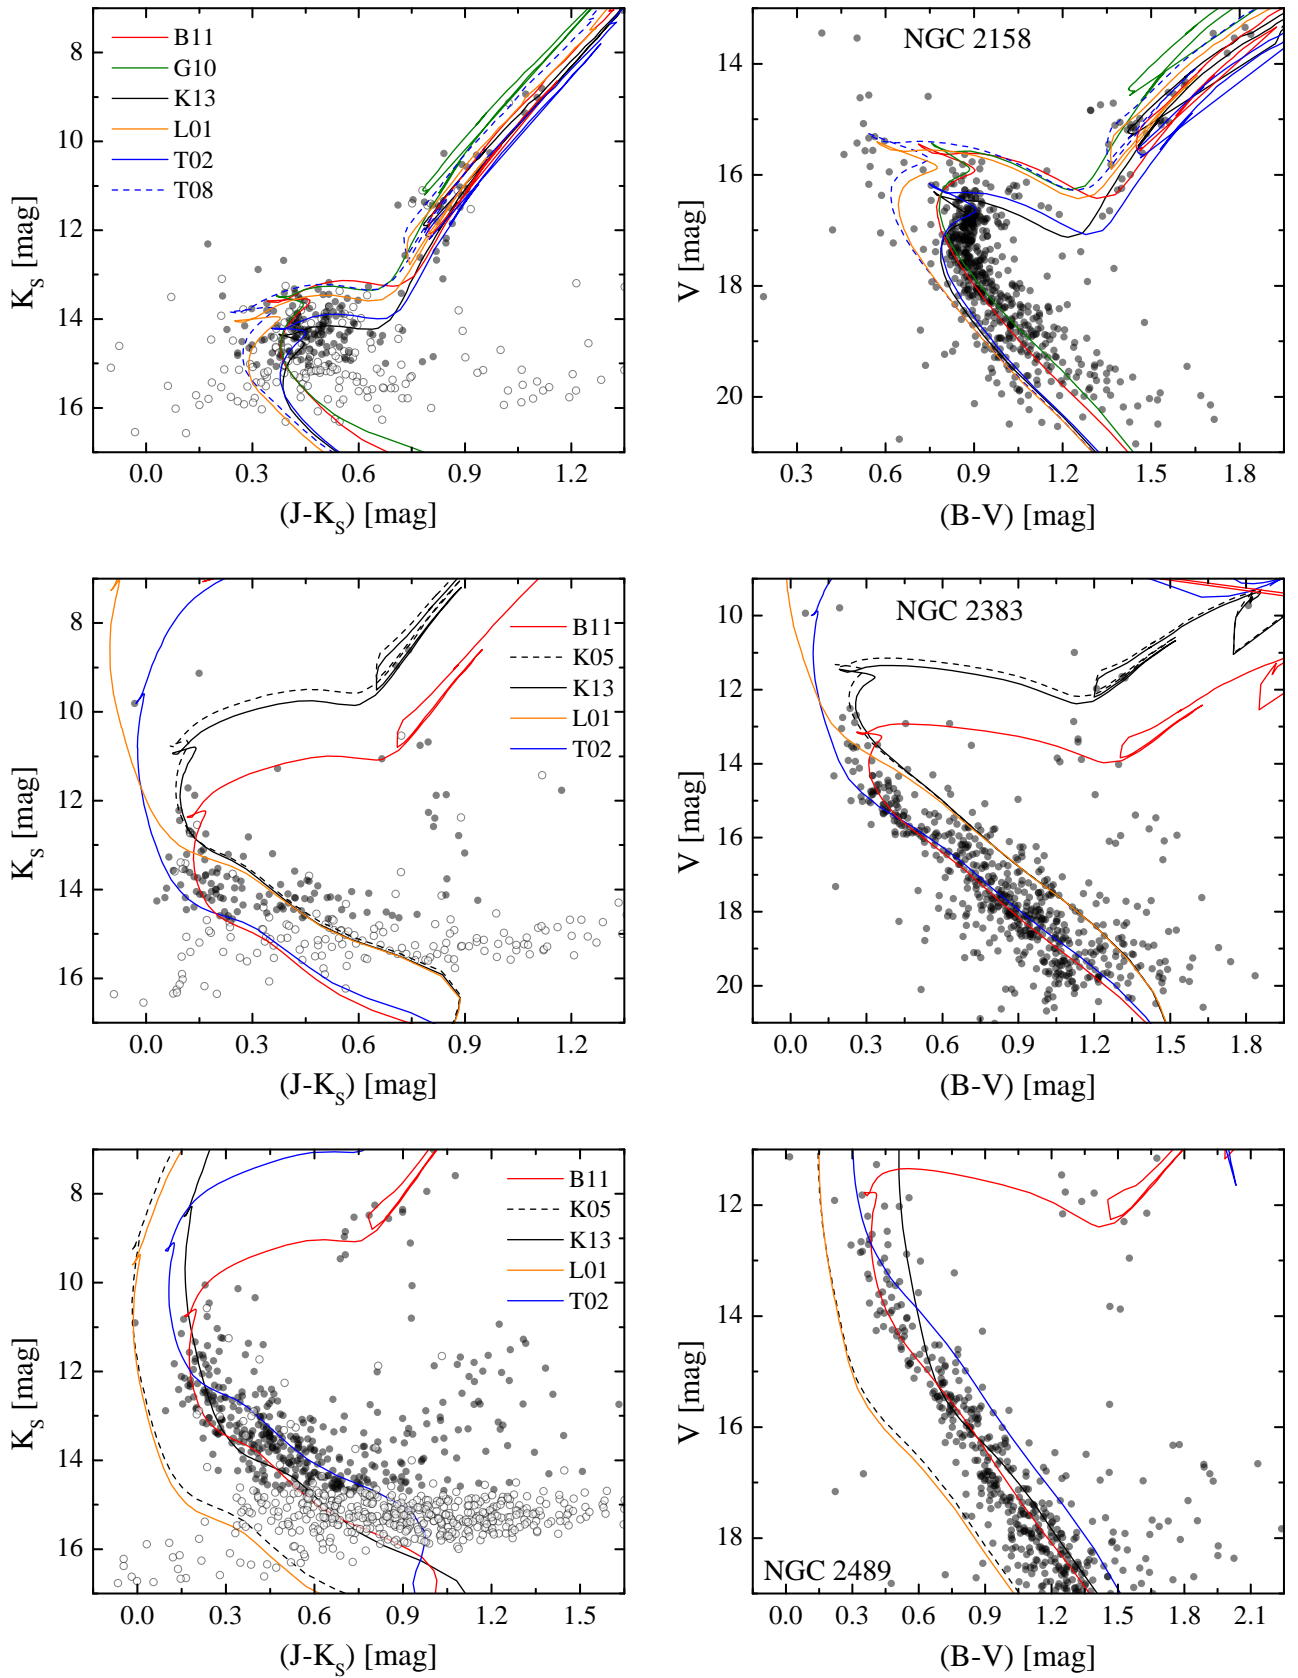 8
10
12
14
16
K_S [mag]
B11
G10
K13
L01
T02
T08
0.0
0.3
0.6
0.9
1.2
(J-K_S) [mag]
14
16
18
20
V [mag]
NGC 2158
0.3
0.6
0.9
1.2
1.5
1.8
(B-V) [mag]
8
10
12
14
16
K_S [mag]
B11
K05
K13
L01
T02
0.0
0.3
0.6
0.9
1.2
(J-K_S) [mag]
10
12
14
16
18
20
V [mag]
NGC 2383
0.0
0.3
0.6
0.9
1.2
1.5
1.8
(B-V) [mag]
8
10
12
14
16
K_S [mag]
B11
K05
K13
L01
T02
0.0
0.3
0.6
0.9
1.2
1.5
(J-K_S) [mag]
12
14
16
18
V [mag]
NGC 2489
0.0
0.3
0.6
0.9
1.2
1.5
1.8
2.1
(B-V) [mag]